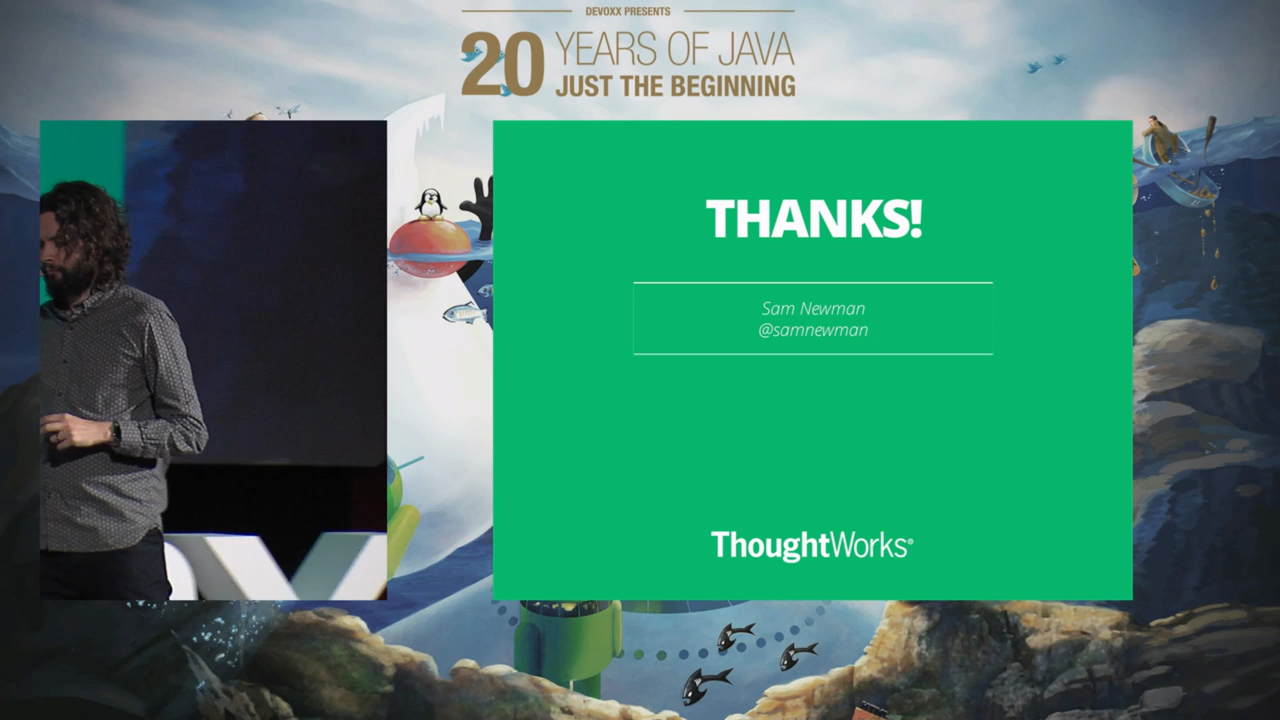 DEVOXX PRESENTS
20 YEARS OF JAVA
JUST THE BEGINNING
THANKS!
Sam Newman
@samnewman
ThoughtWorks®